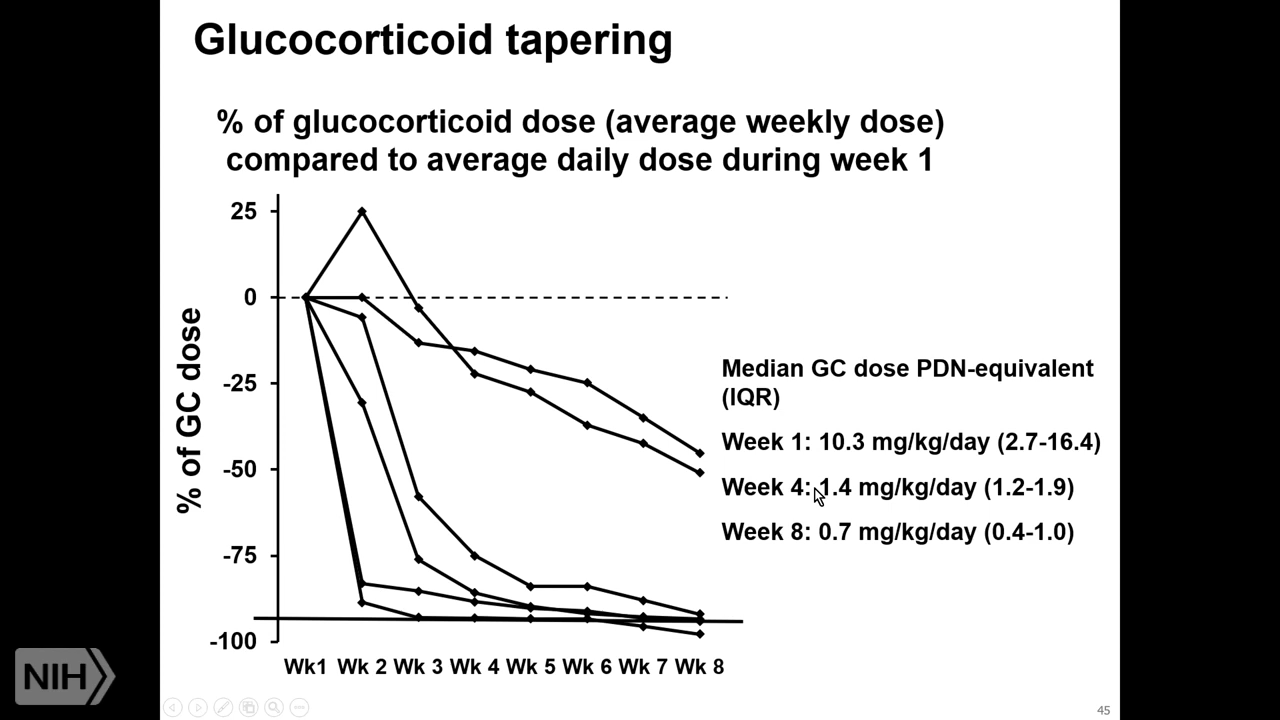 Glucocorticoid tapering
% of glucocorticoid dose (average weekly dose)
compared to average daily dose during week 1
% of GC dose
25
0
-25
-50
-75
-100
Wk1 Wk 2 Wk 3 Wk 4 Wk 5 Wk 6 Wk 7 Wk 8
Median GC dose PDN-equivalent
(IQR)
Week 1: 10.3 mg/kg/day (2.7-16.4)
Week 4: 1.4 mg/kg/day (1.2-1.9)
Week 8: 0.7 mg/kg/day (0.4-1.0)
NIH
45